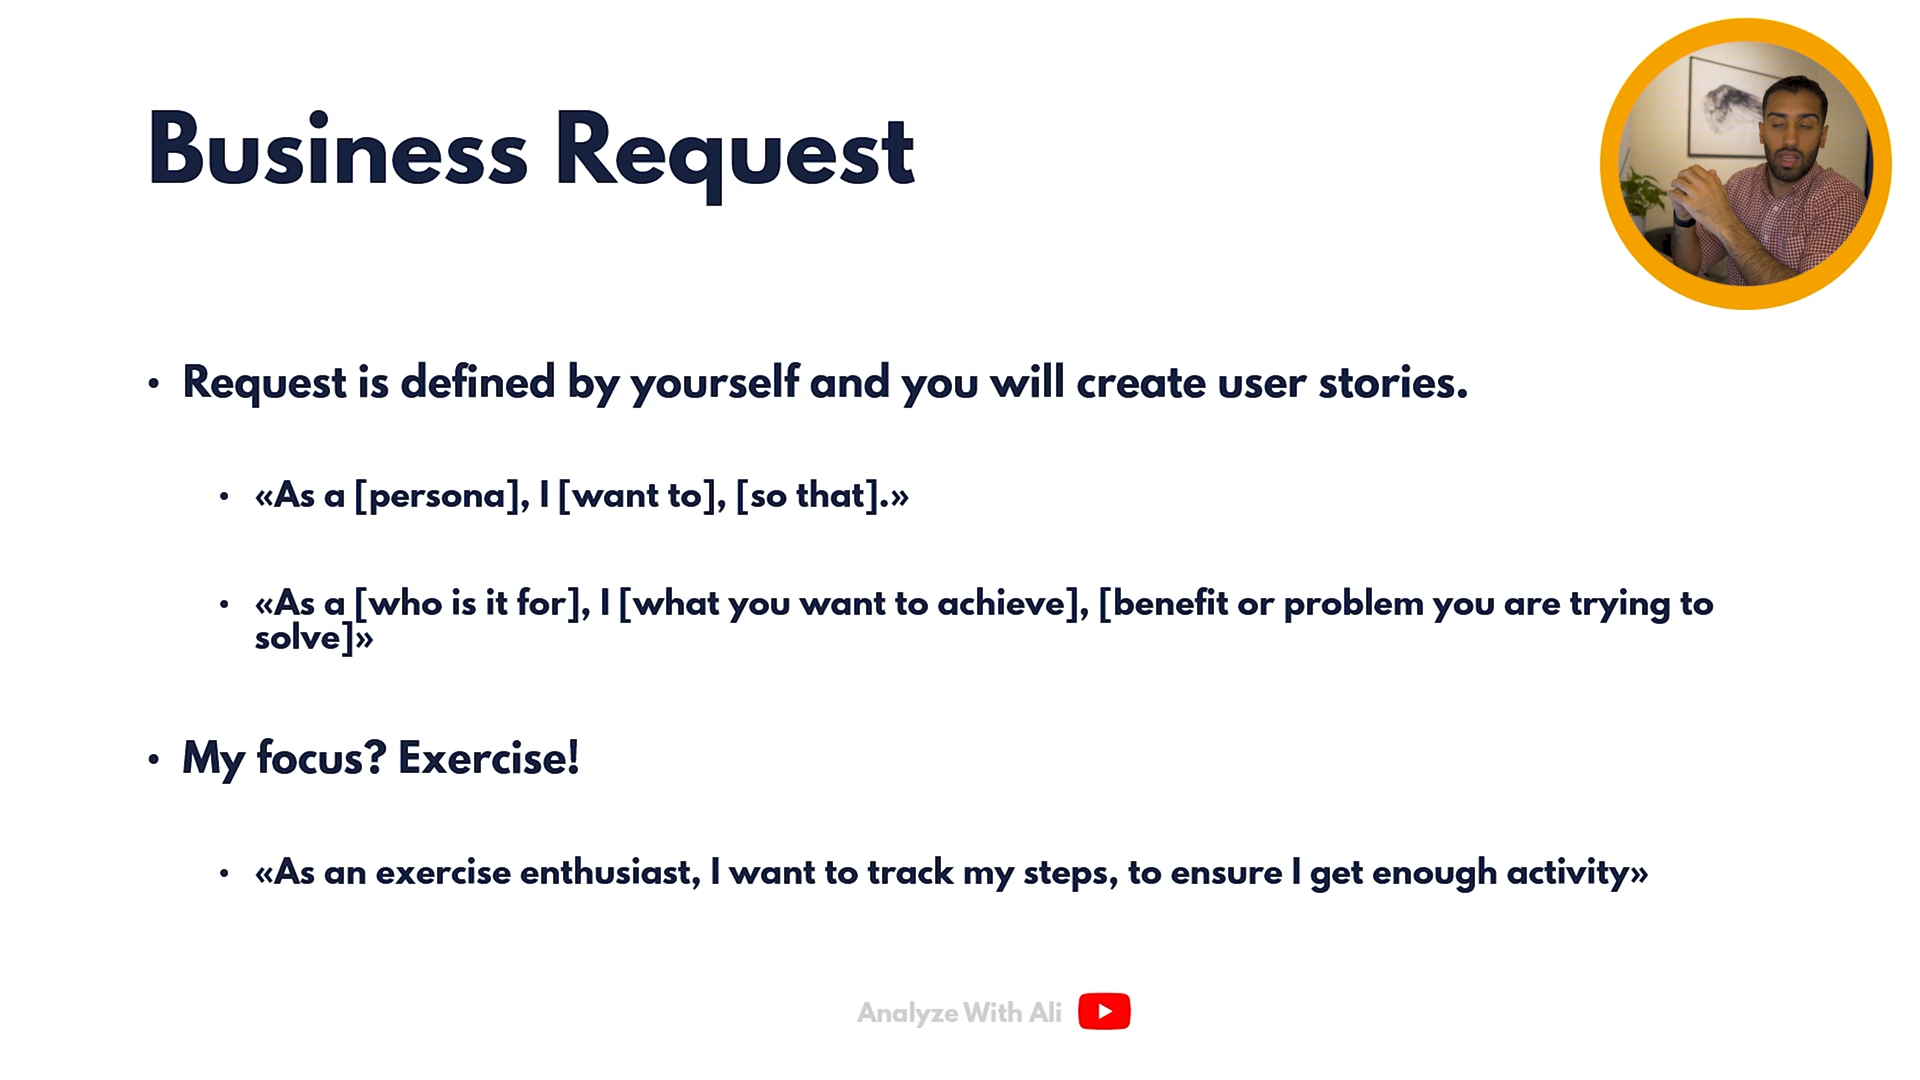 Business Request
• Request is defined by yourself and you will create user stories.
• «As a [persona], I [want to], [so that].»
• «As a [who is it for], I [what you want to achieve], [benefit or problem you are trying to
solve]»
• My focus? Exercise!
• «As an exercise enthusiast, I want to track my steps, to ensure I get enough activity»
Analyze With Ali